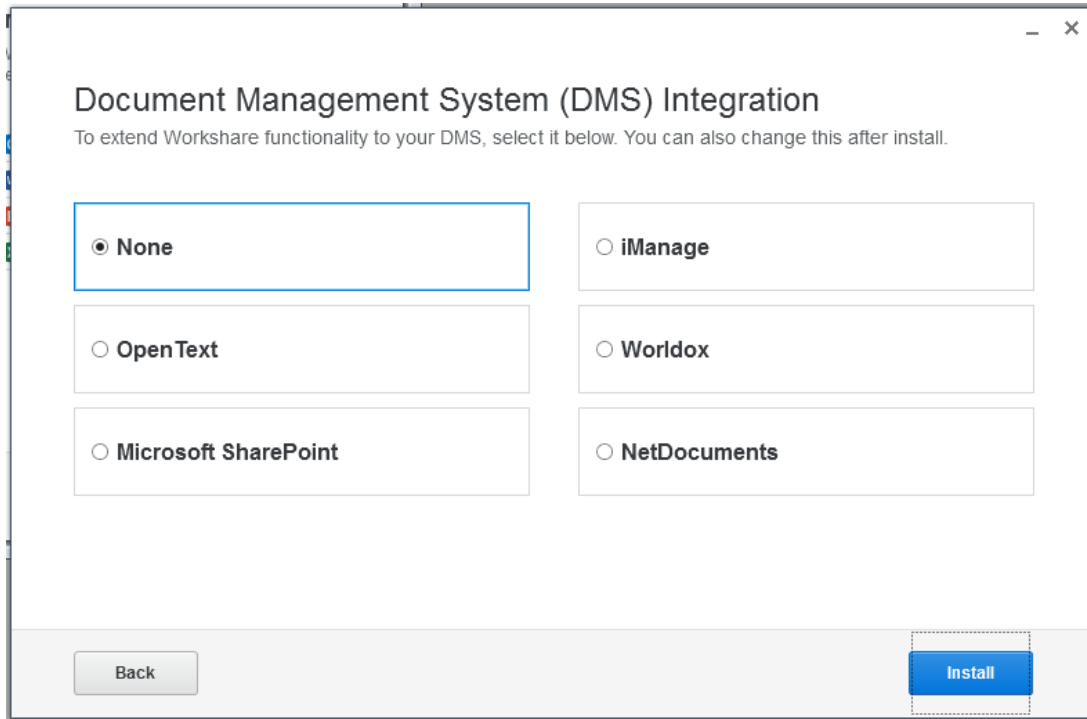 Document Management System (DMS) Integration
To extend Workshare functionality to your DMS, select it below. You can also change this after install.
None
iManage
OpenText
Worldox
Microsoft SharePoint
NetDocuments
Back
Install